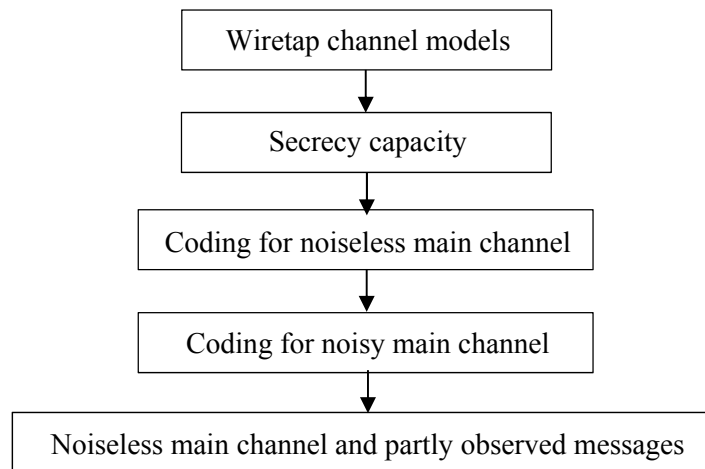 Wiretap channel models
Secrecy capacity
Coding for noiseless main channel
Coding for noisy main channel
Noiseless main channel and partly observed messages